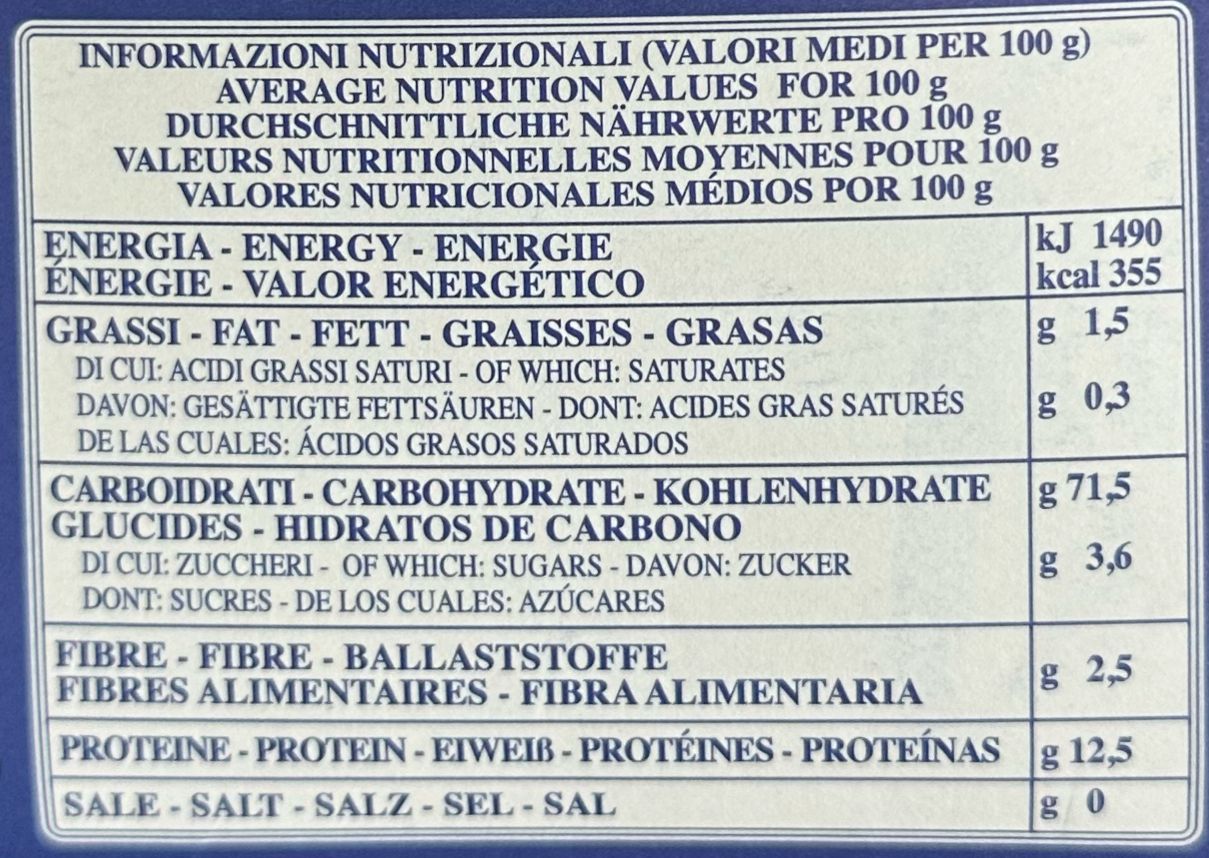 INFORMAZIONI NUTRIZIONALI (VALORI MEDI PER 100 g)
AVERAGE NUTRITION VALUES FOR 100 g
DURCHSCHNITTLICHE NÄHRWERTE PRO 100 g
VALEURS NUTRITIONNELLES MOYENNES POUR 100 g
VALORES NUTRICIONALES MÉDIOS POR 100 g
ENERGIA - ENERGY - ENERGIE kJ 1490
ÉNERGIE - VALOR ENERGÉTICO kcal 355
GRASSI - FAT - FETT - GRAISSES - GRASAS g 1,5
DI CUI: ACIDI GRASSI SATURI - OF WHICH: SATURATES
DAVON: GESÄTTIGTE FETTSÄUREN - DONT: ACIDES GRAS SATURÉS g 0,3
DE LAS CUALES: ÁCIDOS GRASOS SATURADOS
CARBOIDRATI - CARBOHYDRATE - KOHLENHYDRATE g 71,5
GLUCIDES - HIDRATOS DE CARBONO
DI CUI: ZUCCHERI - OF WHICH: SUGARS - DAVON: ZUCKER g 3,6
DONT: SUCRES - DE LOS CUALES: AZÚCARES
FIBRE - FIBRE - BALLASTSTOFFE g 2,5
FIBRES ALIMENTAIRES - FIBRA ALIMENTARIA
PROTEINE - PROTEIN - EIWEIß - PROTÉINES - PROTEÍNAS g 12,5
SALE - SALT - SALZ - SEL - SAL g 0